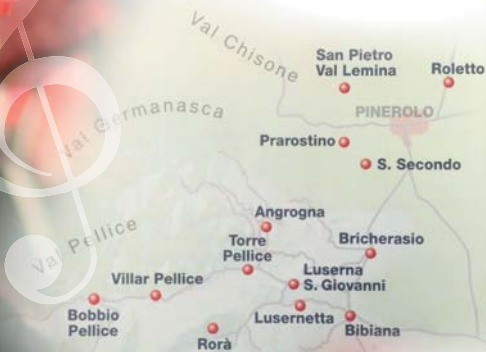 Val Chisone
San Pietro
Val Lemina
Roletto
Val Germanasca
PINEROLO
Prarostino
S. Secondo
Angrogna
Val Pellice
Torre
Pellice
Bricherasio
Villar Pellice
Luserna
S. Giovanni
Bobbio
Pellice
Lusernetta
Bibiana
Rorà